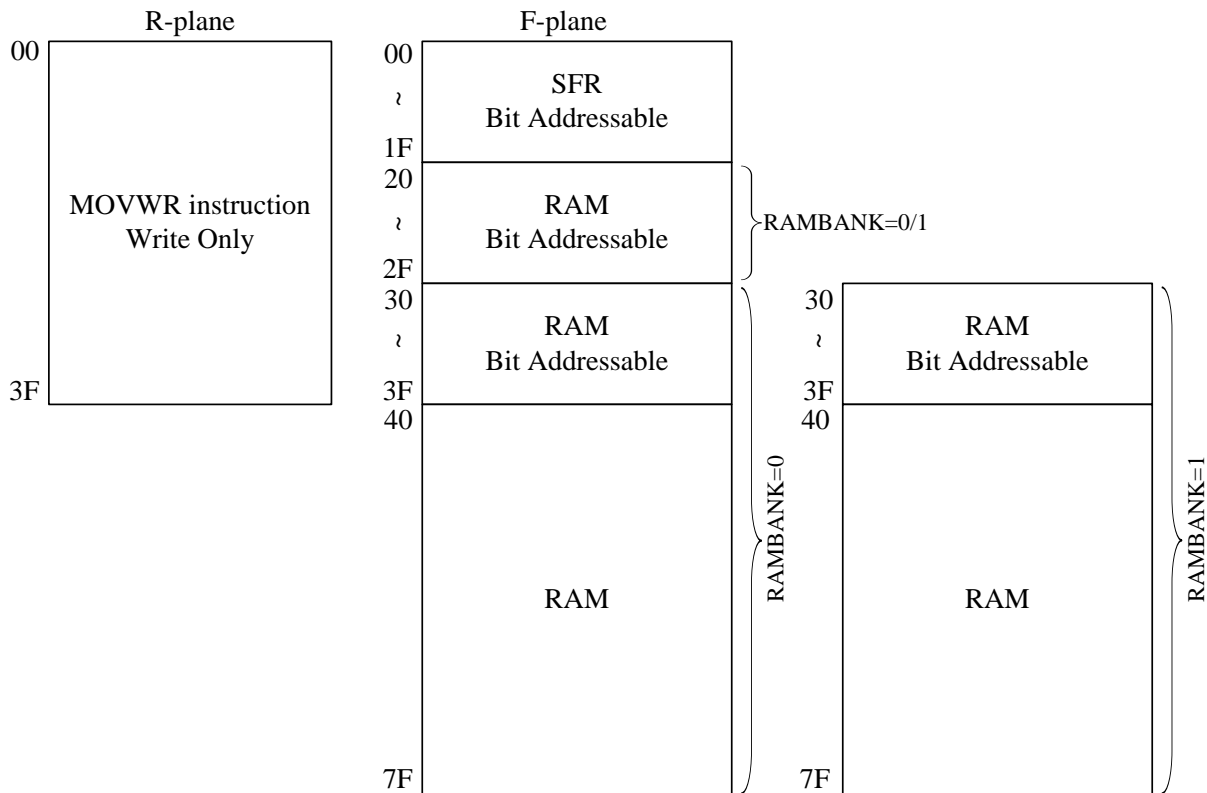 R-plane
00
MOVWR instruction
Write Only
3F
F-plane
00
~
1F
SFR
Bit Addressable
20
~
2F
RAM
Bit Addressable
RAMBANK=0/1
30
~
3F
RAM
Bit Addressable
40
RAM
7F
RAMBANK=0
30
~
3F
RAM
Bit Addressable
40
RAM
7F
RAMBANK=1